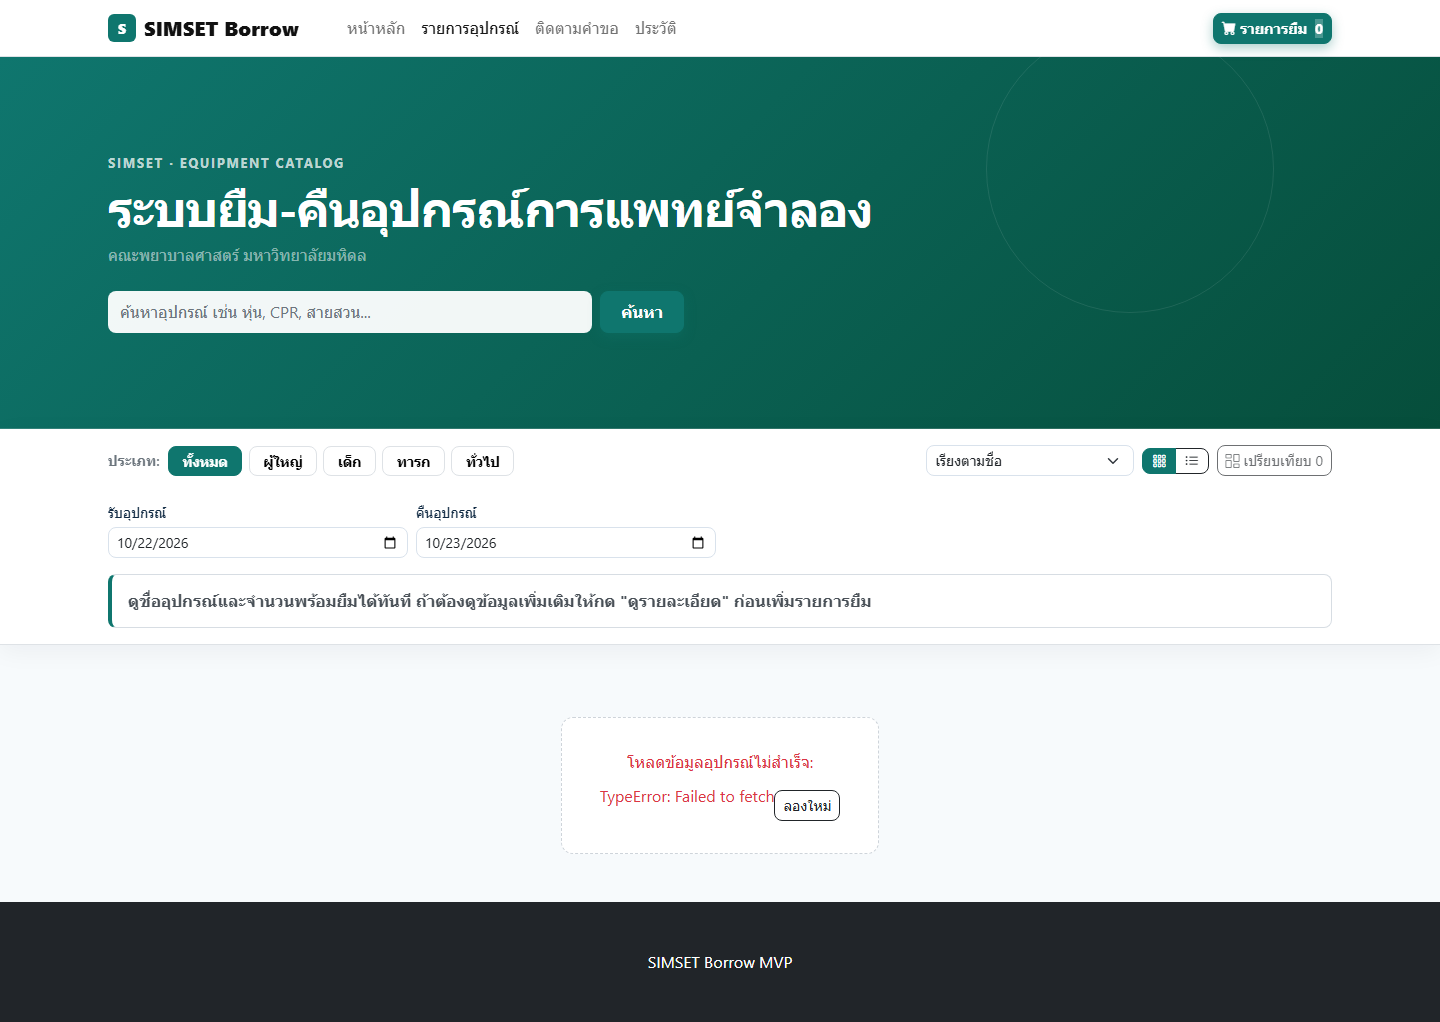 S SIMSET Borrow หน้าหลัก รายการอุปกรณ์ ติดตามคำขอ ประวัติ รายการยืม 0
SIMSET · EQUIPMENT CATALOG
ระบบยืม-คืนอุปกรณ์การแพทย์จำลอง
คณะพยาบาลศาสตร์ มหาวิทยาลัยมหิดล
ค้นหาอุปกรณ์ เช่น หุ่น, CPR, สายสวน... ค้นหา
ประเภท: ทั้งหมด ผู้ใหญ่ เด็ก ทารก ทั่วไป เรียงตามชื่อ เปรียบเทียบ 0
รับอุปกรณ์ คืนอุปกรณ์
10/22/2026 10/23/2026
ดูชื่ออุปกรณ์และจำนวนพร้อมยืมได้ทันที ถ้าต้องดูข้อมูลเพิ่มเติมให้กด "ดูรายละเอียด" ก่อนเพิ่มรายการยืม
โหลดข้อมูลอุปกรณ์ไม่สำเร็จ:
TypeError: Failed to fetch ลองใหม่
SIMSET Borrow MVP